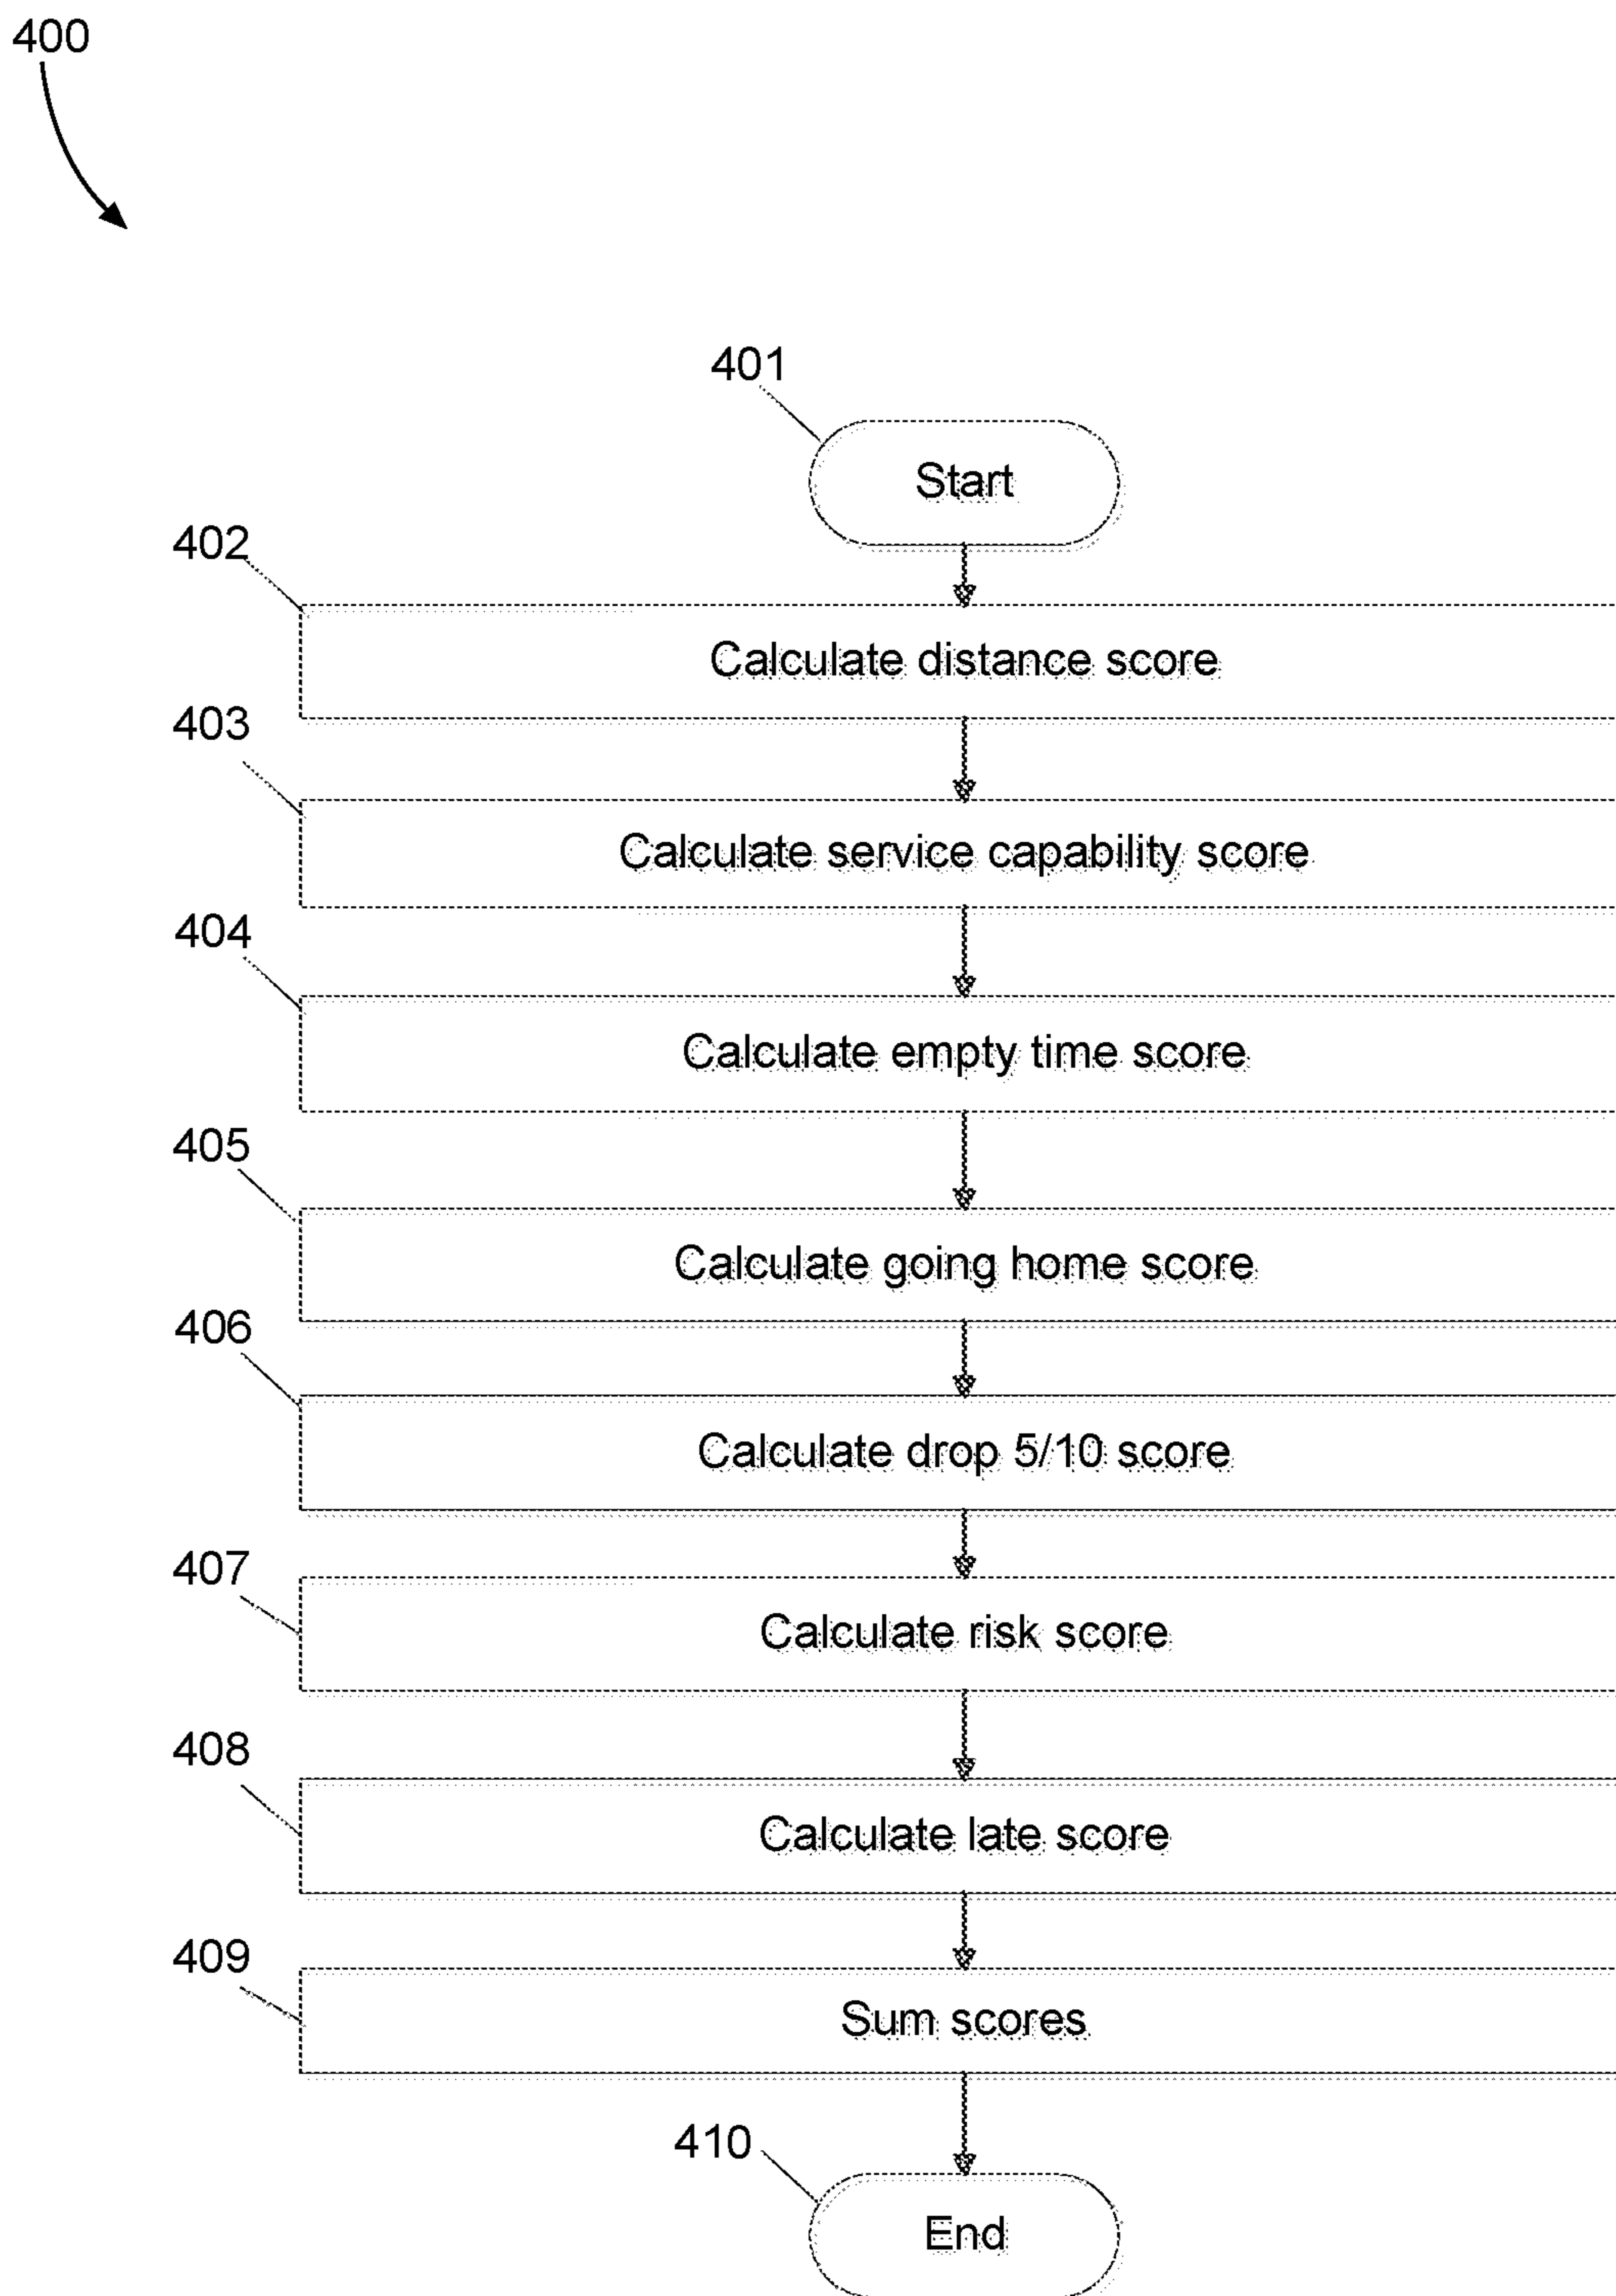 400
401
Start
402
Calculate distance score
403
Calculate service capability score
404
Calculate empty time score
405
Calculate going home score
406
Calculate drop 5/10 score
407
Calculate risk score
408
Calculate late score
409
Sum scores
410
End